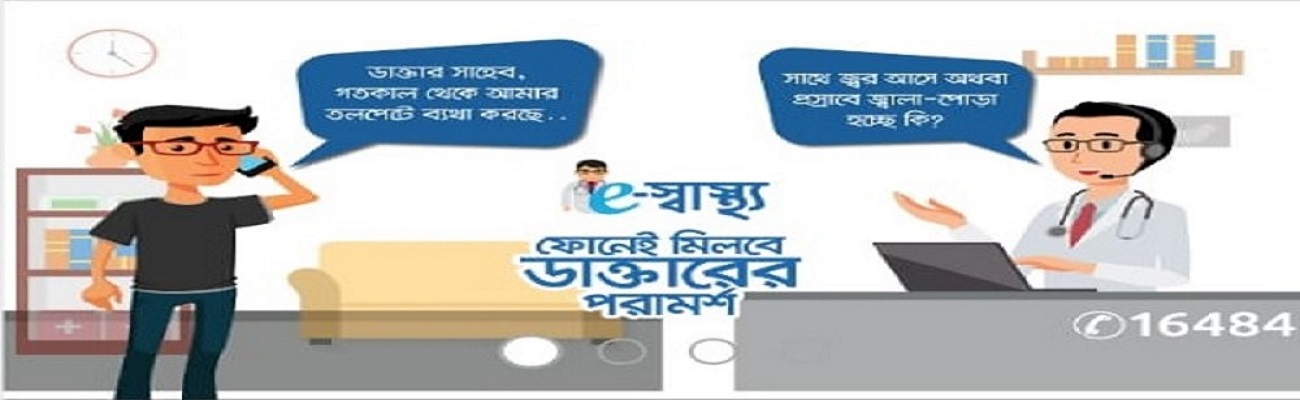 ডাক্তার সাহেব,
গতকাল থেকে আমার
তলপেটে ব্যথা করছে..
সাথে জ্বর আসে অথবা
প্রস্রাবে জ্বালা-পোড়া
হচ্ছে কি?
e-স্বাস্থ্য
ফোনেই মিলবে
ডাক্তারের
পরামর্শ
16484